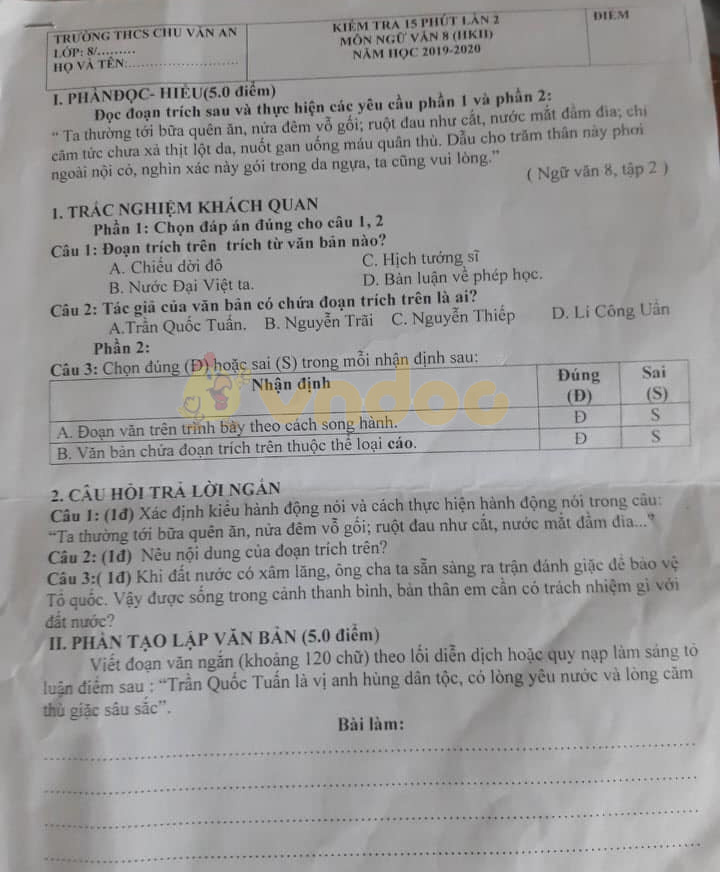 TRƯỜNG THCS CHU VĂN AN
LỚP: 8/.........
HỌ VÀ TÊN:..........................
KIỂM TRA 15 PHÚT LẦN 2
MÔN NGỮ VĂN 8 (HKII)
NĂM HỌC 2019-2020
ĐIỂM
I. PHẦNĐỌC- HIỂU(5.0 điểm)
Đọc đoạn trích sau và thực hiện các yêu cầu phần 1 và phần 2:
“ Ta thường tới bữa quên ăn, nửa đêm vỗ gối; ruột đau như cắt, nước mắt đầm đìa; chỉ
căm tức chưa xả thịt lột da, nuốt gan uống máu quân thù. Dẫu cho trăm thân này phơi
ngoài nội cỏ, nghìn xác này gói trong da ngựa, ta cũng vui lòng.”
( Ngữ văn 8, tập 2 )
1. TRẮC NGHIỆM KHÁCH QUAN
Phần 1: Chọn đáp án đúng cho câu 1, 2
Câu 1: Đoạn trích trên trích từ văn bản nào?
A. Chiếu dời đô
C. Hịch tướng sĩ
B. Nước Đại Việt ta.
D. Bàn luận về phép học.
Câu 2: Tác giả của văn bản có chứa đoạn trích trên là ai?
A.Trần Quốc Tuấn. B. Nguyễn Trãi C. Nguyễn Thiếp D. Lí Công Uẩn
Phần 2:
Câu 3: Chọn đúng (Đ) hoặc sai (S) trong mỗi nhận định sau:
Nhận định
Đúng
(Đ)
Sai
(S)
A. Đoạn văn trên trình bày theo cách song hành.
Đ
S
B. Văn bản chứa đoạn trích trên thuộc thể loại cáo.
Đ
S
vndoc
2. CÂU HỎI TRẢ LỜI NGẮN
Câu 1: (1đ) Xác định kiểu hành động nói và cách thực hiện hành động nói trong câu:
“Ta thường tới bữa quên ăn, nửa đêm vỗ gối; ruột đau như cắt, nước mắt đầm đìa...”
Câu 2: (1đ) Nêu nội dung của đoạn trích trên?
Câu 3:( 1đ) Khi đất nước có xâm lăng, ông cha ta sẵn sàng ra trận đánh giặc để bảo vệ
Tổ quốc. Vậy được sống trong cảnh thanh bình, bản thân em cần có trách nhiệm gì với
đất nước?
II. PHẦN TẠO LẬP VĂN BẢN (5.0 điểm)
Viết đoạn văn ngắn (khoảng 120 chữ) theo lối diễn dịch hoặc quy nạp làm sáng tỏ
luận điểm sau : “Trần Quốc Tuấn là vị anh hùng dân tộc, có lòng yêu nước và lòng căm
thù giặc sâu sắc”.
Bài làm: